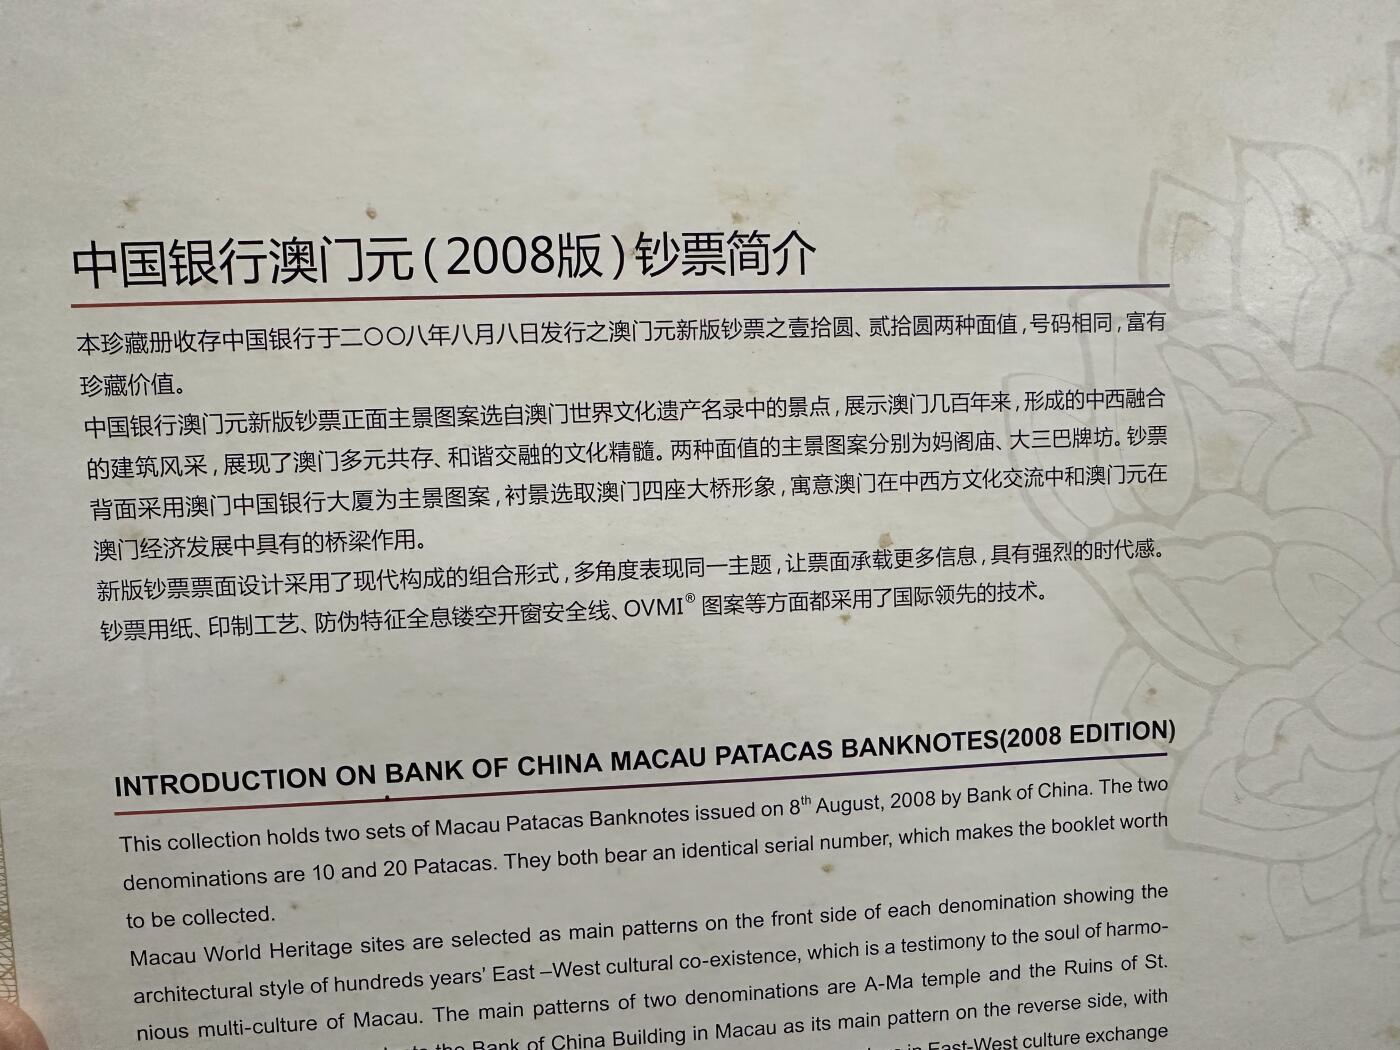 中国银行澳门元(2008版)钞票简介
本珍藏册收存中国银行于二〇〇八年八月八日发行之澳门元新版钞票之壹拾圆、贰拾圆两种面值,号码相同,富有
珍藏价值。
中国银行澳门元新版钞票正面主景图案选自澳门世界文化遗产名录中的景点,展示澳门几百年来,形成的中西融合
的建筑风采,展现了澳门多元共存、和谐交融的文化精髓。两种面值的主景图案分别为妈阁庙、大三巴牌坊。钞票
背面采用澳门中国银行大厦为主景图案,衬景选取澳门四座大桥形象,寓意澳门在中西方文化交流中和澳门元在
澳门经济发展中具有的桥梁作用。
新版钞票票面设计采用了现代构成的组合形式,多角度表现同一主题,让票面承载更多信息,具有强烈的时代感。
钞票用纸、印制工艺、防伪特征全息镂空开窗安全线、OVMI® 图案等方面都采用了国际领先的技术。
INTRODUCTION ON BANK OF CHINA MACAU PATACAS BANKNOTES(2008 EDITION)
This collection holds two sets of Macau Patacas Banknotes issued on 8th August, 2008 by Bank of China. The two
denominations are 10 and 20 Patacas. They both bear an identical serial number, which makes the booklet worth
to be collected.
Macau World Heritage sites are selected as main patterns on the front side of each denomination showing the
architectural style of hundreds years' East –West cultural co-existence, which is a testimony to the soul of harmo-
nious multi-culture of Macau. The main patterns of two denominations are A-Ma temple and the Ruins of St.
the Bank of China Building in Macau as its main pattern on the reverse side, with
in East-West culture exchange